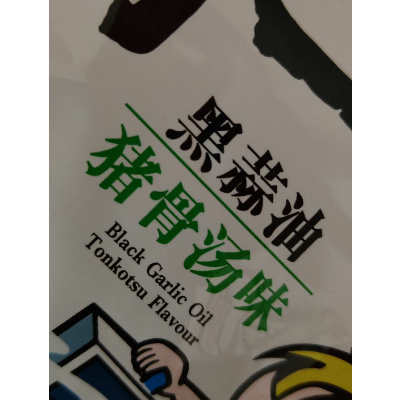 黑蒜油
猪骨汤味
Black Garlic Oil
Tonkotsu Flavour